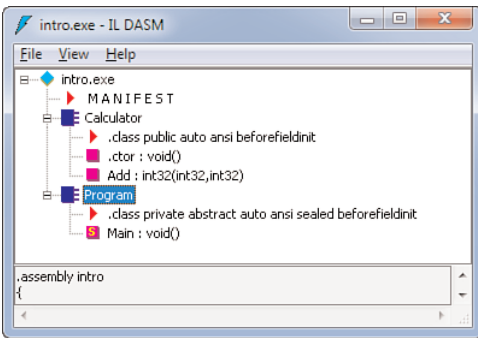 intro.exe - IL DASM
File View Help
intro.exe
MANIFEST
Calculator
.class public auto ansi beforefieldinit
.ctor : void()
Add : int32(int32,int32)
Program
.class private abstract auto ansi sealed beforefieldinit
S Main : void()
.assembly intro
{